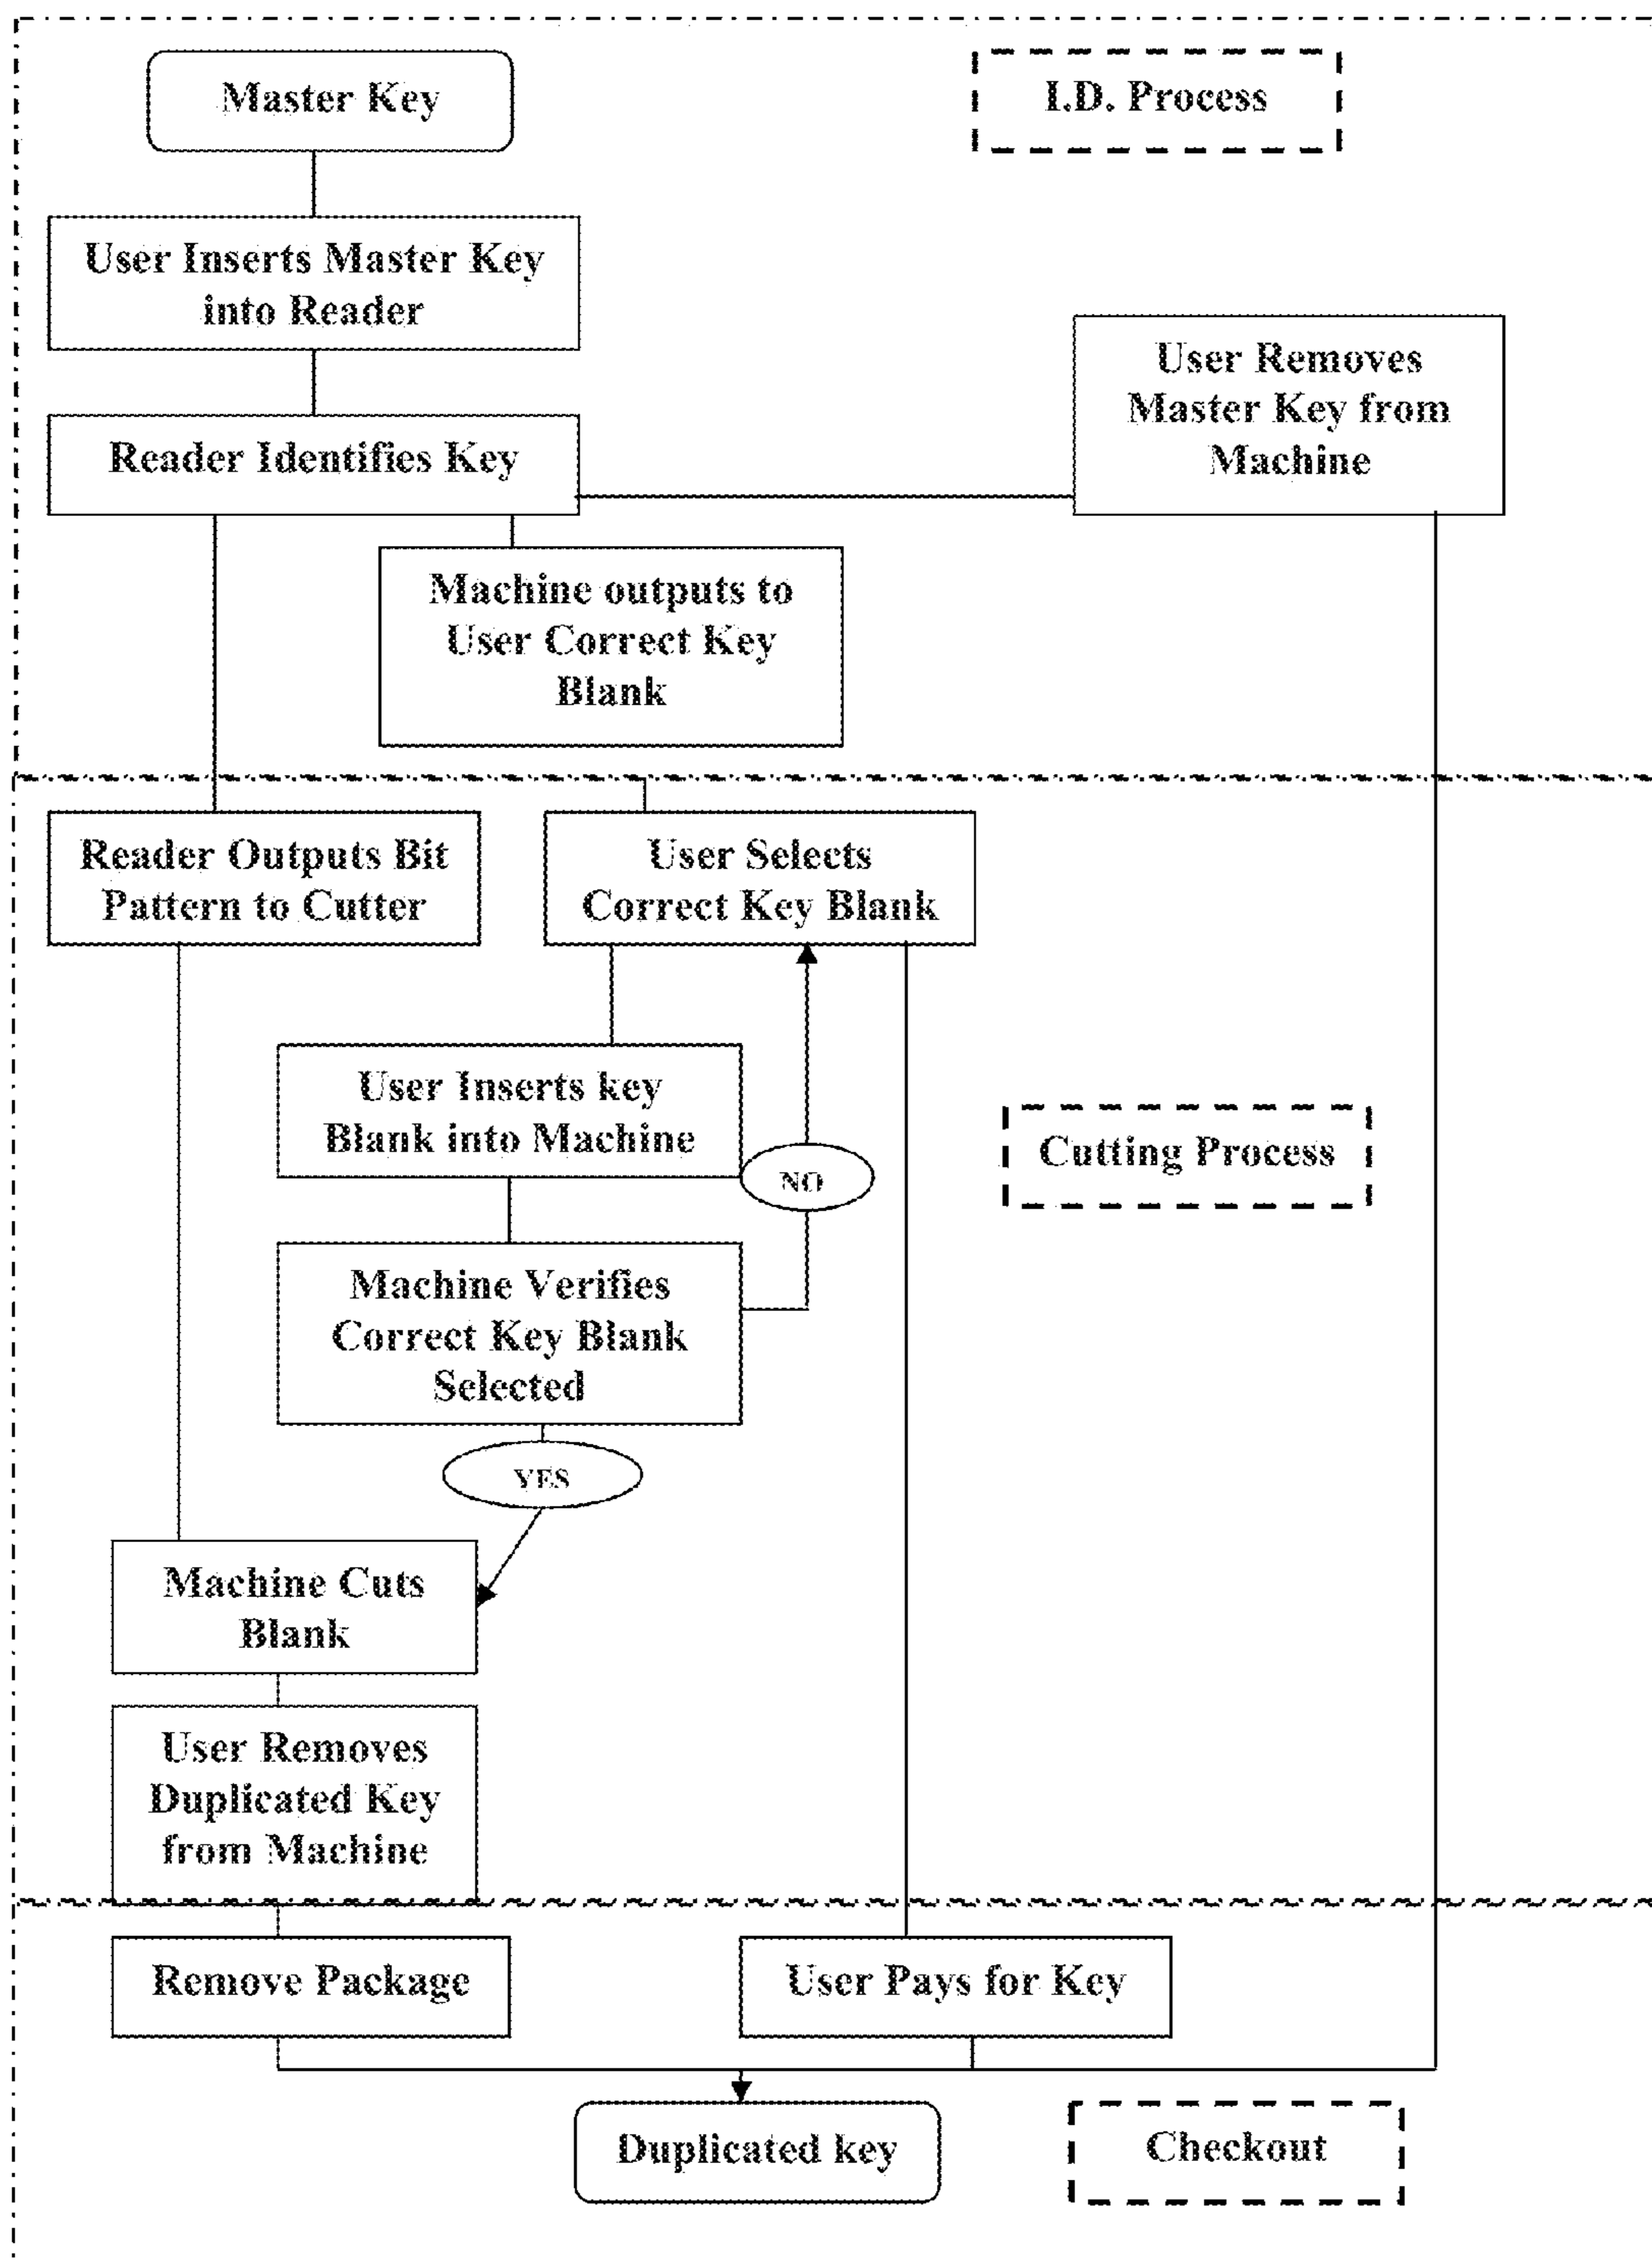 Master Key
I.D. Process
User Inserts Master Key
into Reader
User Removes
Master Key from
Machine
Reader Identifies Key
Machine outputs to
User Correct Key
Blank
Reader Outputs Bit
Pattern to Cutter
User Selects
Correct Key Blank
User Inserts key
Blank into Machine
NO
Cutting Process
Machine Verifies
Correct Key Blank
Selected
YES
Machine Cuts
Blank
User Removes
Duplicated Key
from Machine
Remove Package
User Pays for Key
Duplicated key
Checkout